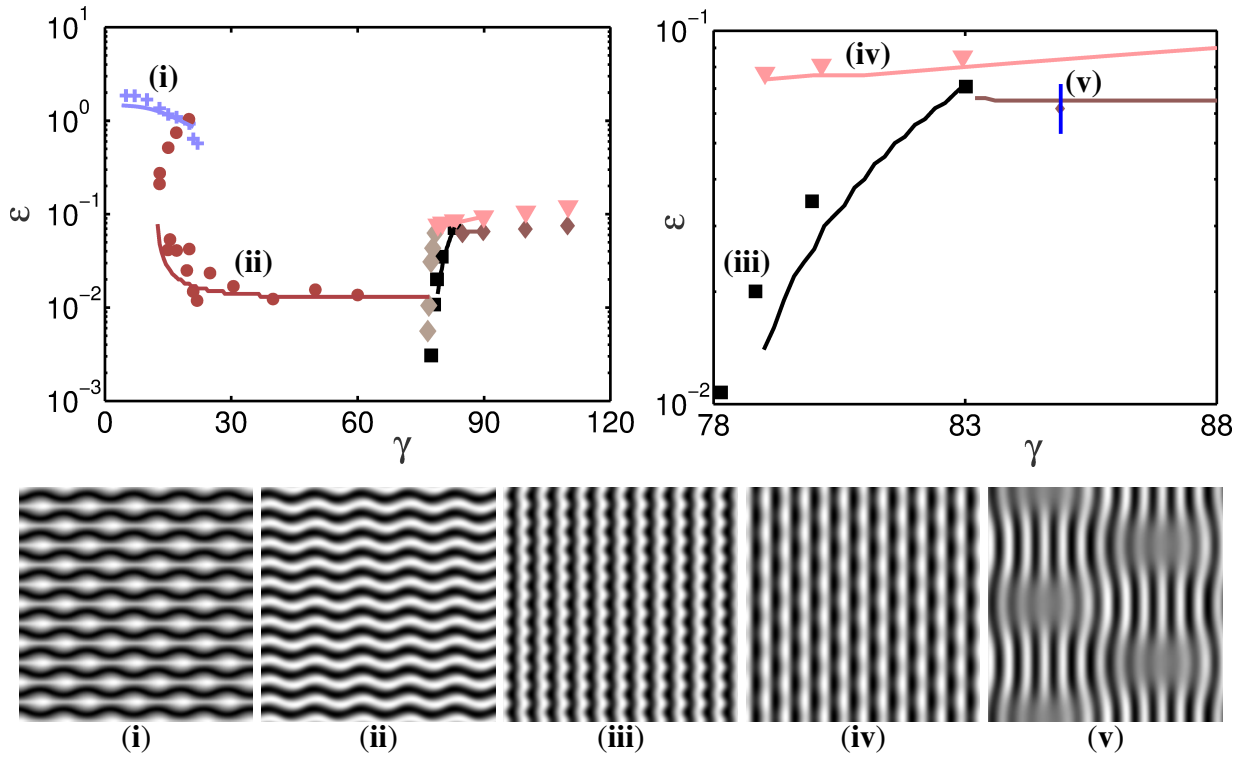 10^1
10^0
10^−1
10^−2
10^−3
ε
(i)
(ii)
0 30 60 90 120
γ
10^−1
10^−2
ε
(iv)
(v)
(iii)
78 83 88
γ
(i) (ii) (iii) (iv) (v)